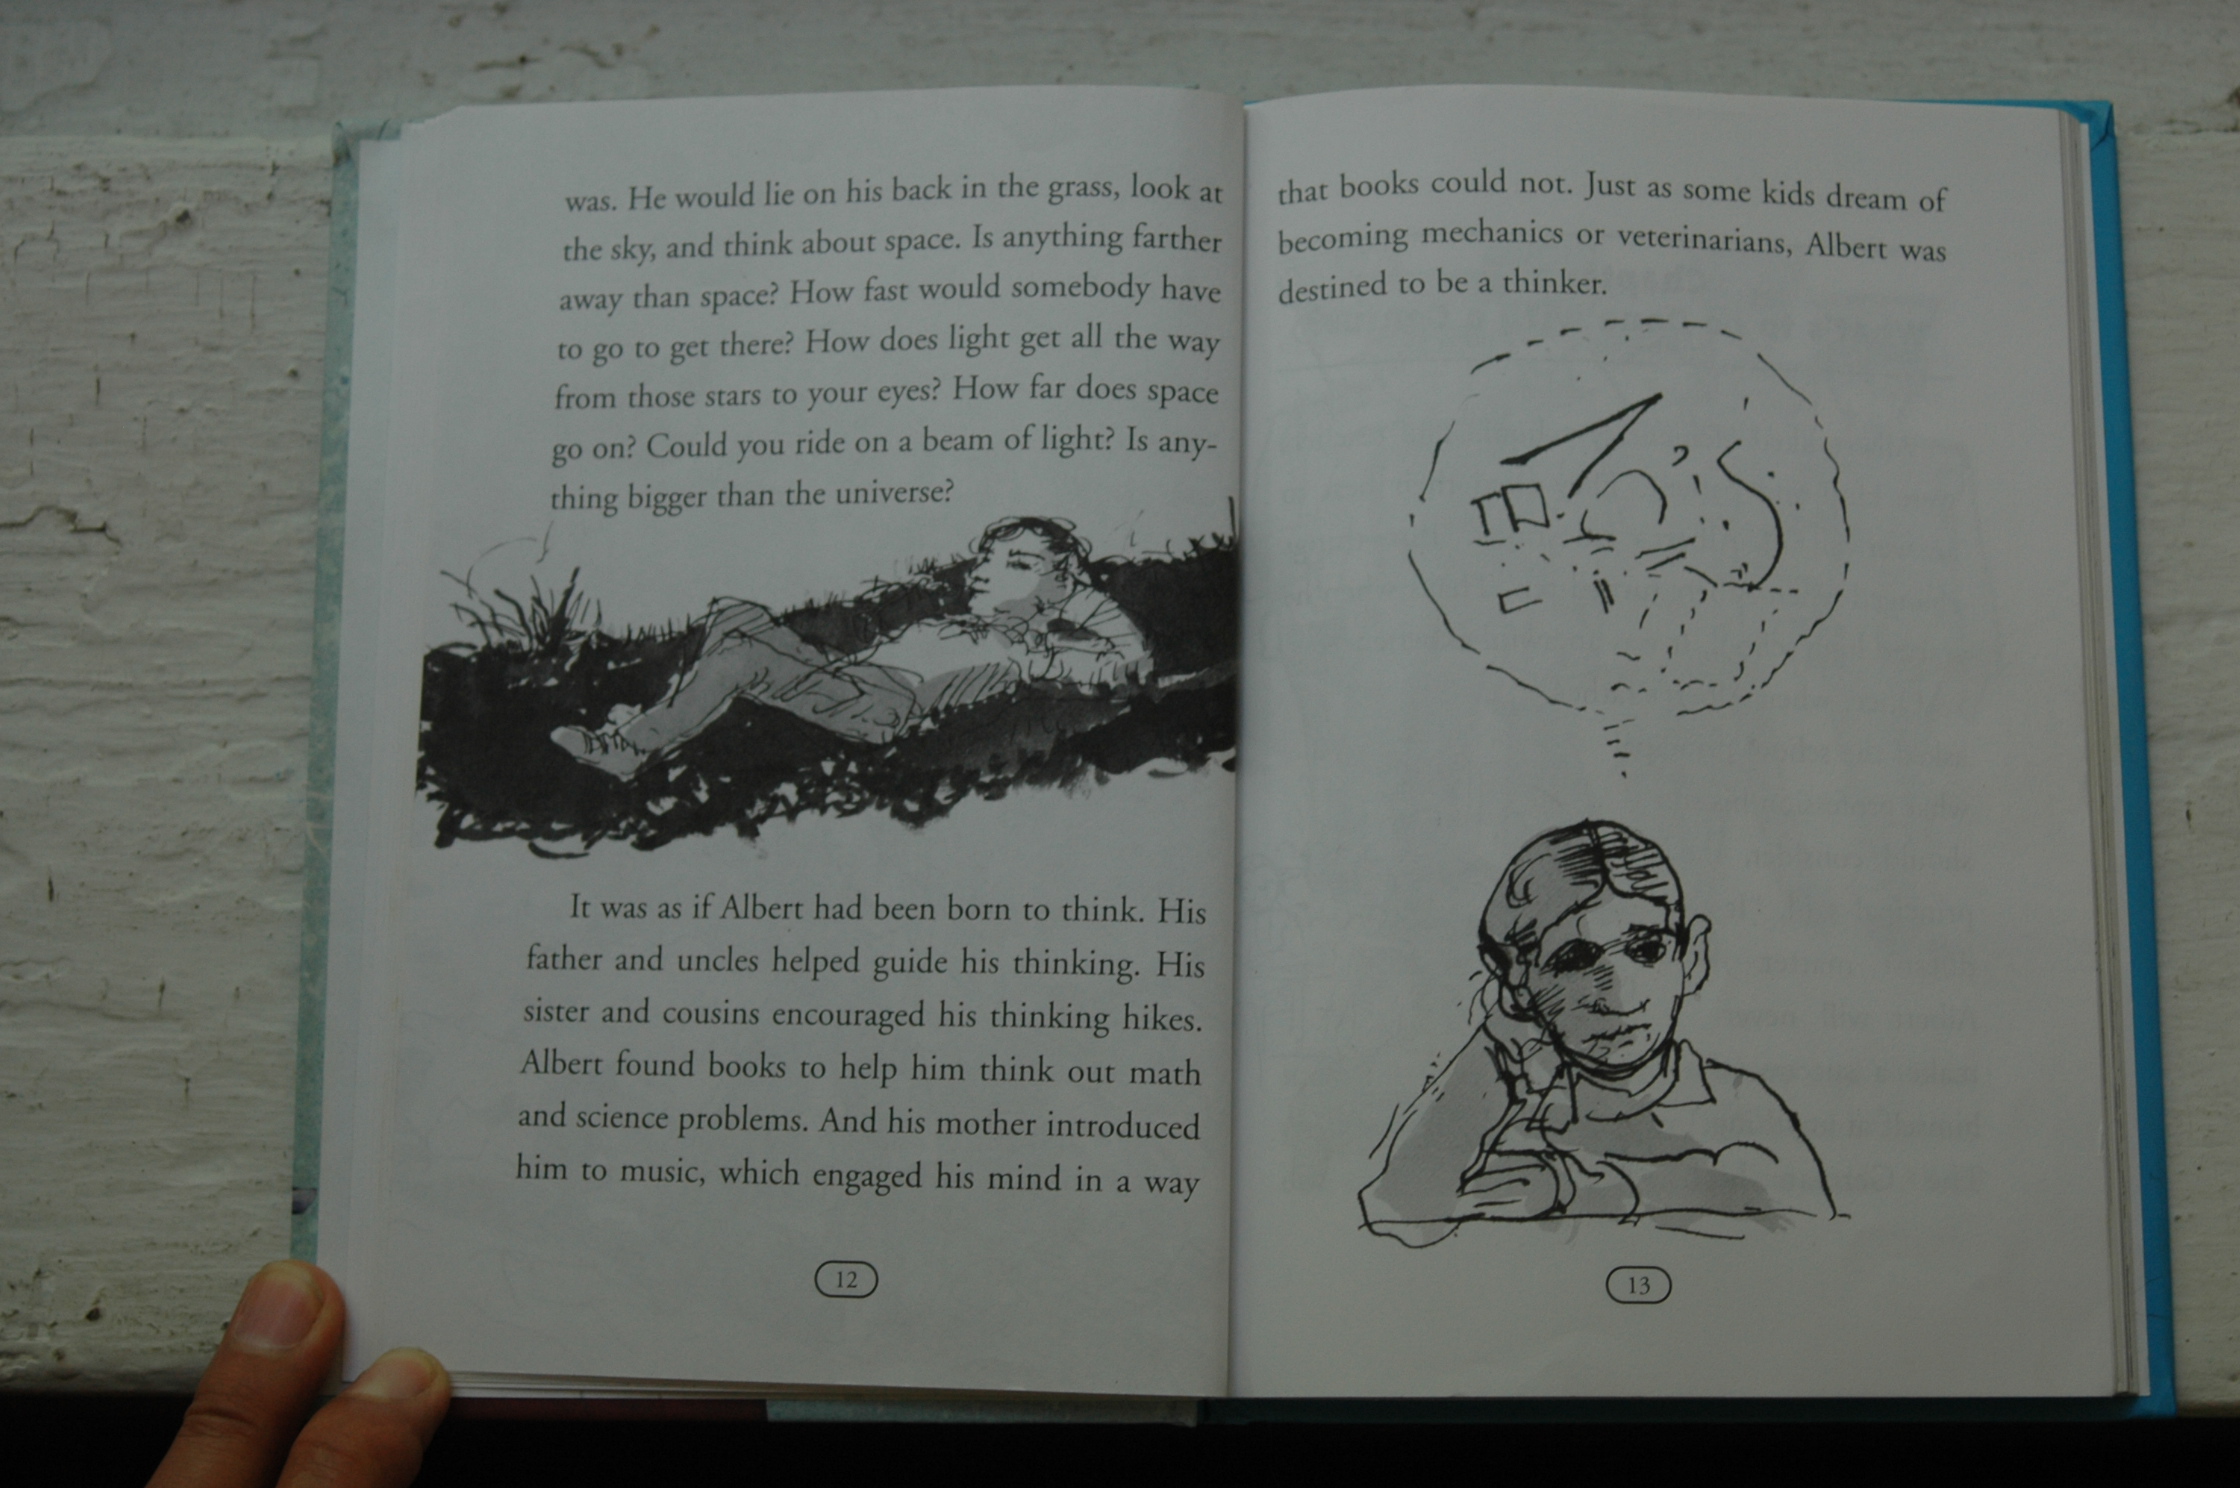 was. He would lie on his back in the grass, look at
the sky, and think about space. Is anything farther
away than space? How fast would somebody have
to go to get there? How does light get all the way
from those stars to your eyes? How far does space
go on? Could you ride on a beam of light? Is any-
thing bigger than the universe?
It was as if Albert had been born to think. His
father and uncles helped guide his thinking. His
sister and cousins encouraged his thinking hikes.
Albert found books to help him think out math
and science problems. And his mother introduced
him to music, which engaged his mind in a way
12
that books could not. Just as some kids dream of
becoming mechanics or veterinarians, Albert was
destined to be a thinker.
13